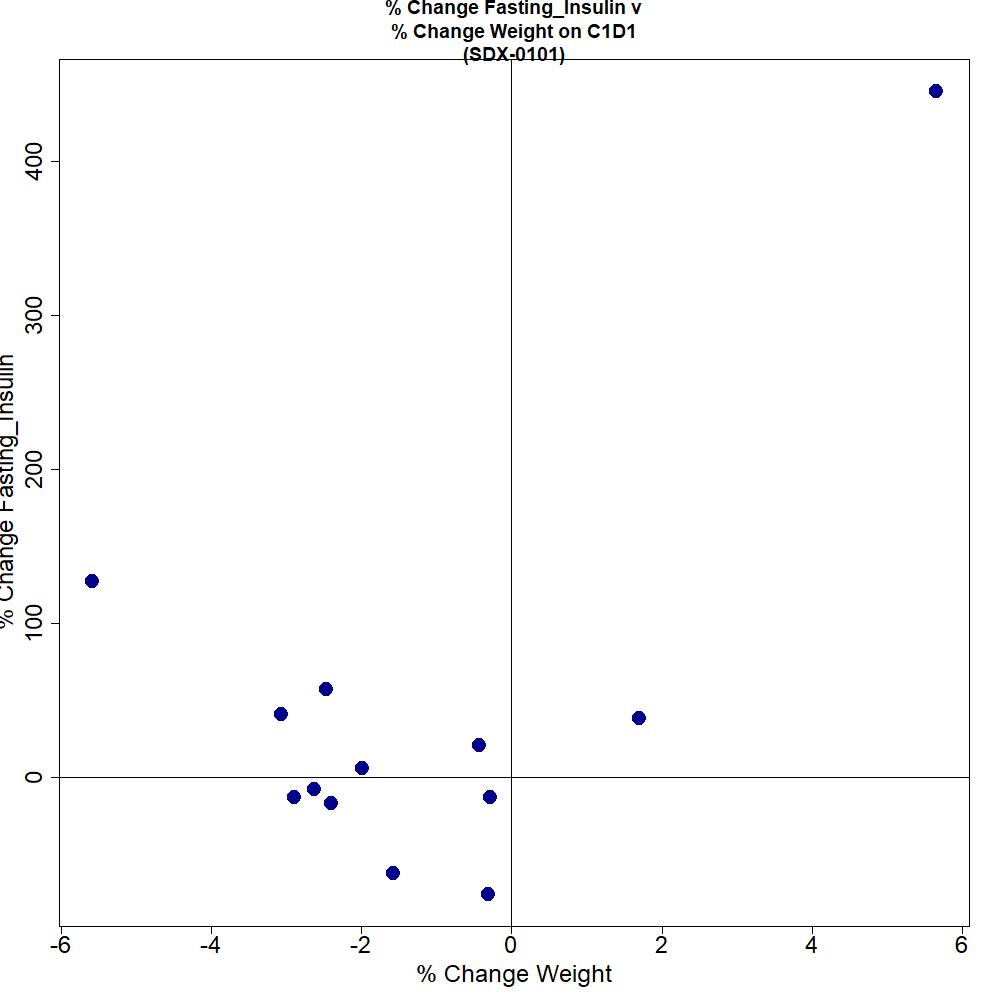 % Change Fasting_Insulin v
% Change Weight on C1D1
(SDX-0101)
% Change Fasting_Insulin
400
300
200
100
0
-6 -4 -2 0 2 4 6
% Change Weight